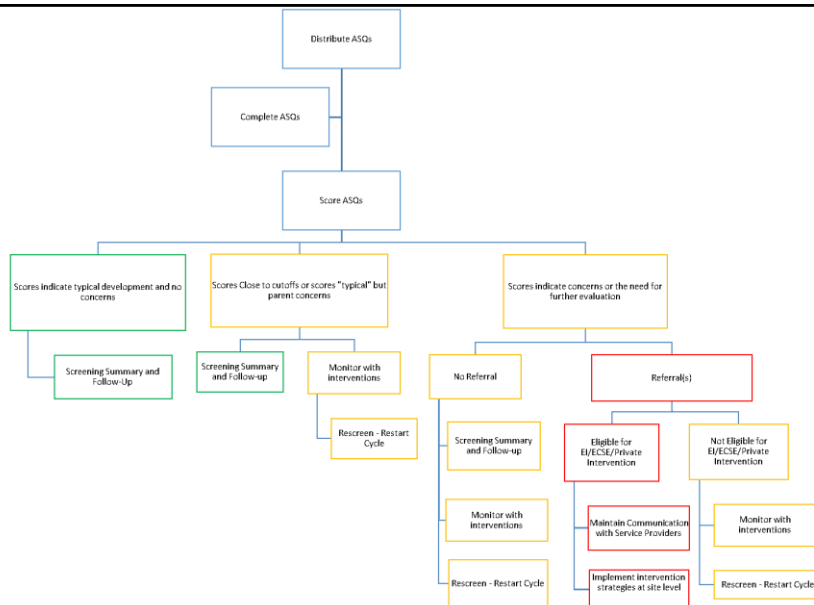 Distribute ASQs
Complete ASQs
Score ASQs
Scores indicate typical development and no
concerns
Scores Close to cutoffs or scores "typical" but
parent concerns
Scores indicate concerns or the need for
further evaluation
Screening Summary and
Follow-Up
Screening Summary
and Follow-up
Monitor with
interventions
Rescreen - Restart
Cycle
No Referral
Referral(s)
Screening Summary
and Follow-up
Monitor with
interventions
Rescreen - Restart Cycle
Eligible for
EI/ECSE/Private
Intervention
Maintain Communication
with Service Providers
Implement intervention
strategies at site level
Not Eligible for
EI/ECSE/Private
Intervention
Monitor with
interventions
Rescreen - Restart Cycle